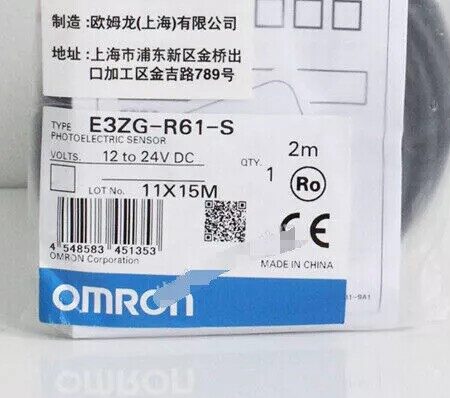 制造：欧姆龙(上海)有限公司
地址：上海市浦东新区金桥出
口加工区金吉路789号
TYPE E3ZG-R61-S
PHOTOELECTRIC SENSOR
2m
VOLTS. 12 to 24V DC
QTY. 1
Ro
LOT No. 11X15M
CE
4 548583 451353
OMRON Corporation
MADE IN CHINA
OMRON